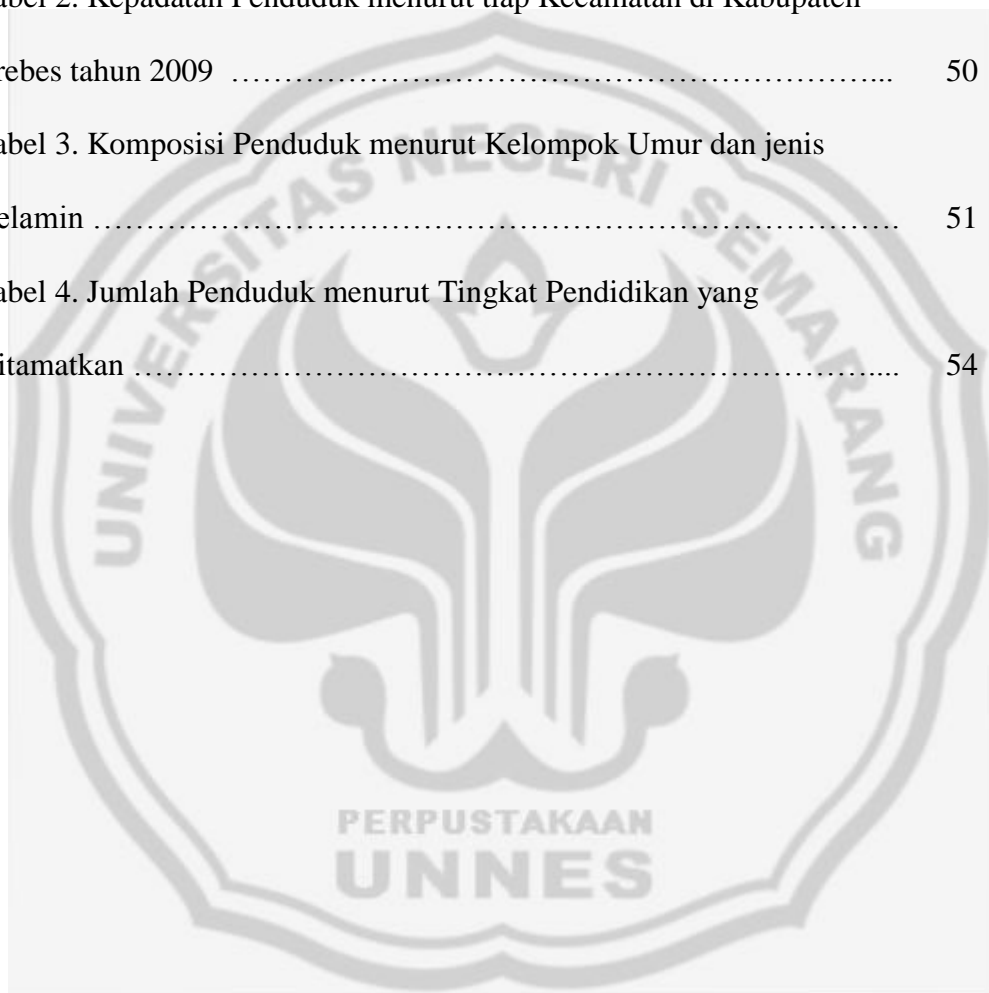 abel 2. Kepadatan Penduduk menurut tiap Kecamatan di Kabupaten
rebes tahun 2009 ……………………………………………………... 50
abel 3. Komposisi Penduduk menurut Kelompok Umur dan jenis
elamin …………………………………………………………………. 51
abel 4. Jumlah Penduduk menurut Tingkat Pendidikan yang
itamatkan ……………………………………………………………... 54
UNIVERSITAS NEGERI SEMARANG
PERPUSTAKAAN
UNNES